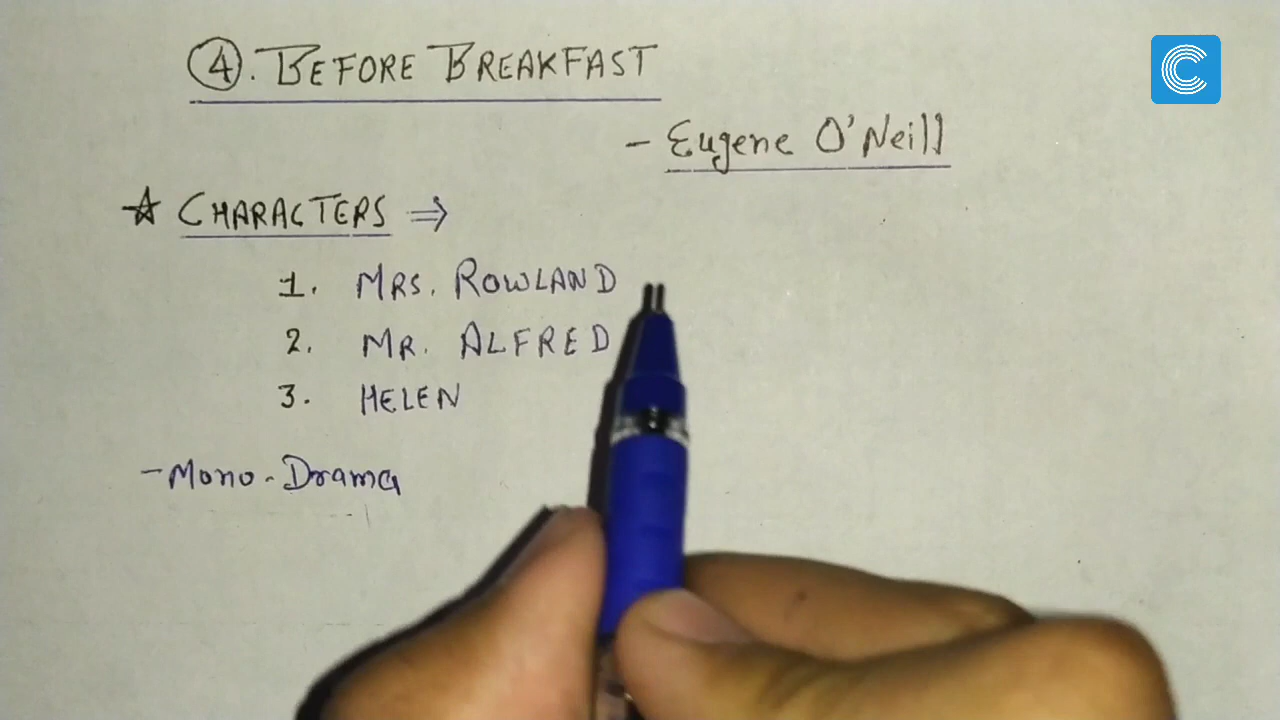 4. BEFORE BREAKFAST
- Eugene O'Neill
☆ CHARACTERS ⇒
1. MRS. ROWLAND
2. MR. ALFRED
3. HELEN
- Mono-Drama